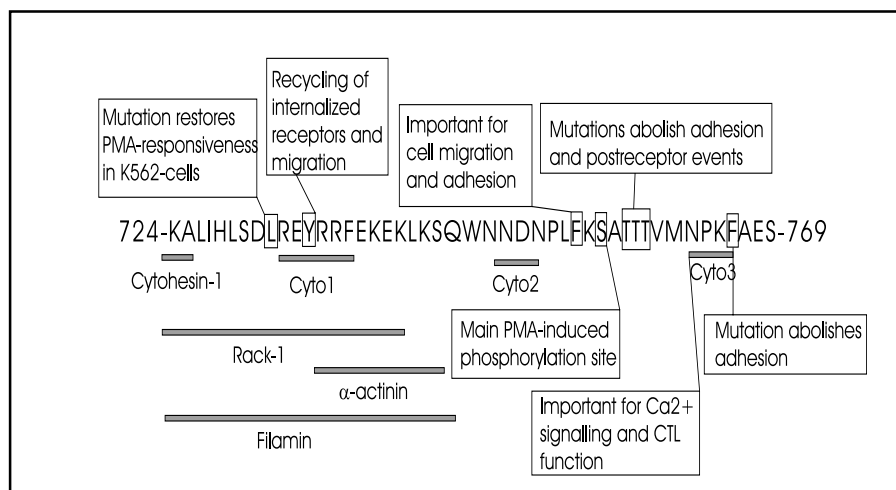 Recycling of
internalized
receptors and
migration
Mutation restores
PMA-responsiveness
in K562-cells
Important for
cell migration
and adhesion
Mutations abolish adhesion
and postreceptor events
724-KALIHLSDLREYRRFEKEKLKSQWNNDNPLFKSATTTVMNPKFAES-769
Cytohesin-1
Cyto1
Cyto2
Cyto3
Rack-1
α-actinin
Filamin
Main PMA-induced
phosphorylation site
Mutation abolishes
adhesion
Important for Ca2+
signalling and CTL
function